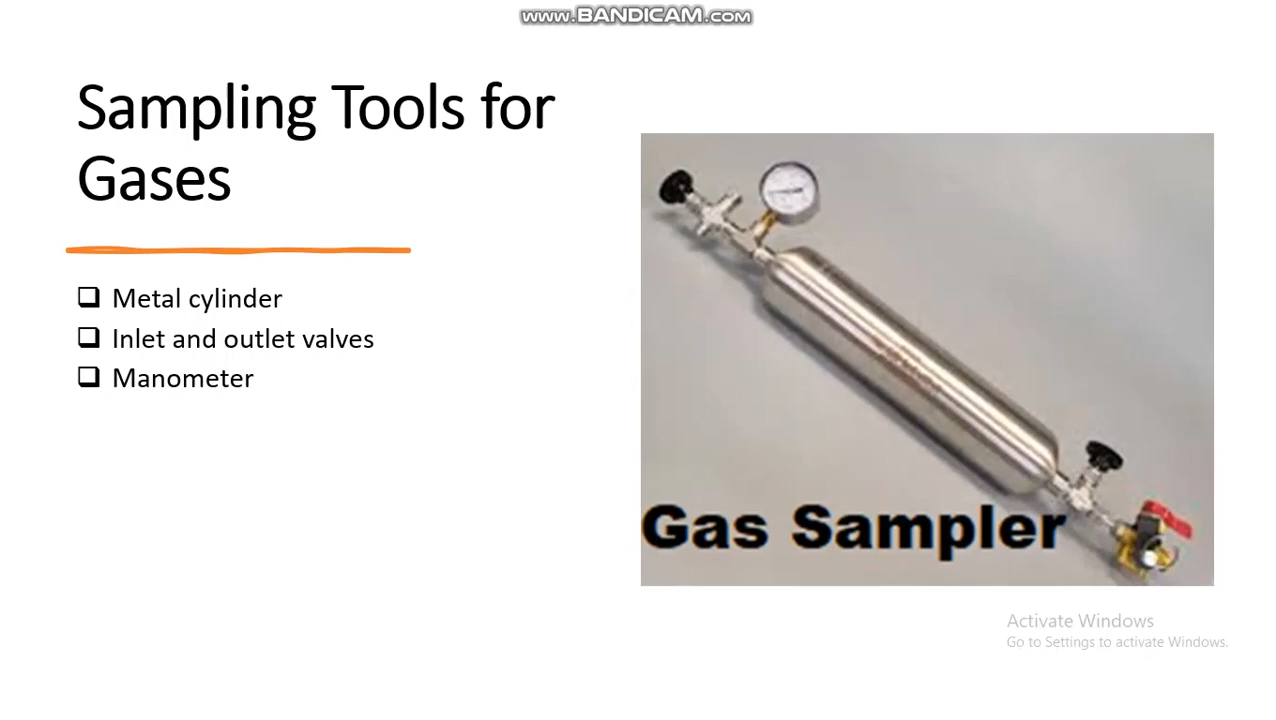 www.BANDICAM.com
Sampling Tools for
Gases
Metal cylinder
Inlet and outlet valves
Manometer
Gas Sampler
Activate Windows
Go to Settings to activate Windows.